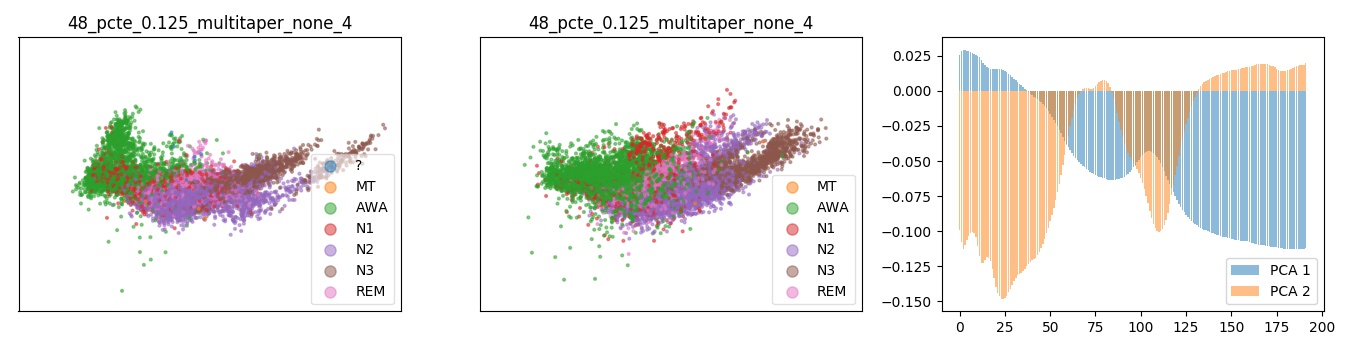 48_pcte_0.125_multitaper_none_4
?
MT
AWA
N1
N2
N3
REM
48_pcte_0.125_multitaper_none_4
MT
AWA
N1
N2
N3
REM
0.025
0.000
−0.025
−0.050
−0.075
−0.100
−0.125
−0.150
PCA 1
PCA 2
0 25 50 75 100 125 150 175 200